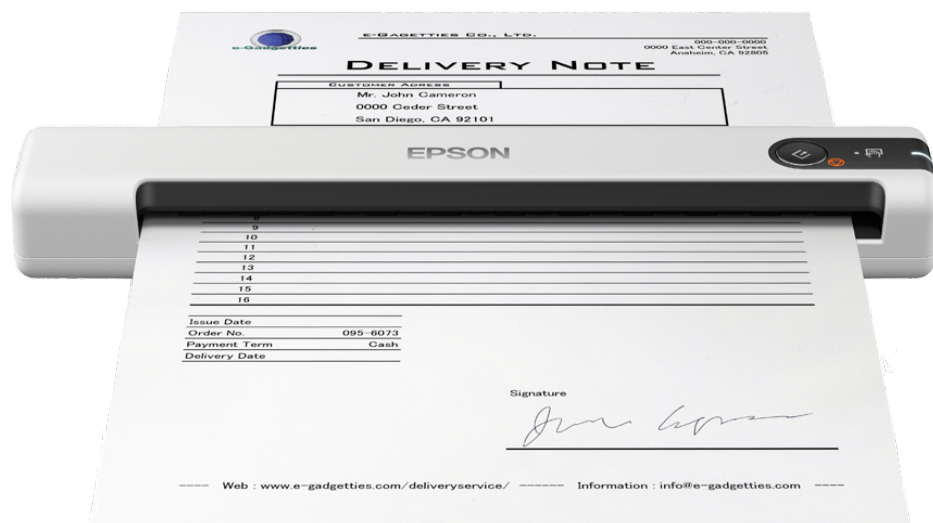 e-Gadgetties
E-GADGETTIES CO., LTD.
000-000-0000
0000 East Center Street
Anaheim, CA 92805
DELIVERY NOTE
CUSTOMER ADRESS
Mr. John Cameron
0000 Ceder Street
San Diego, CA 92101
EPSON
8
9
10
11
12
13
14
15
16
Issue Date
Order No. 095-6073
Payment Term Cash
Delivery Date
Signature
Web : www.e-gadgetties.com/deliveryservice/ Information : info@e-gadgetties.com